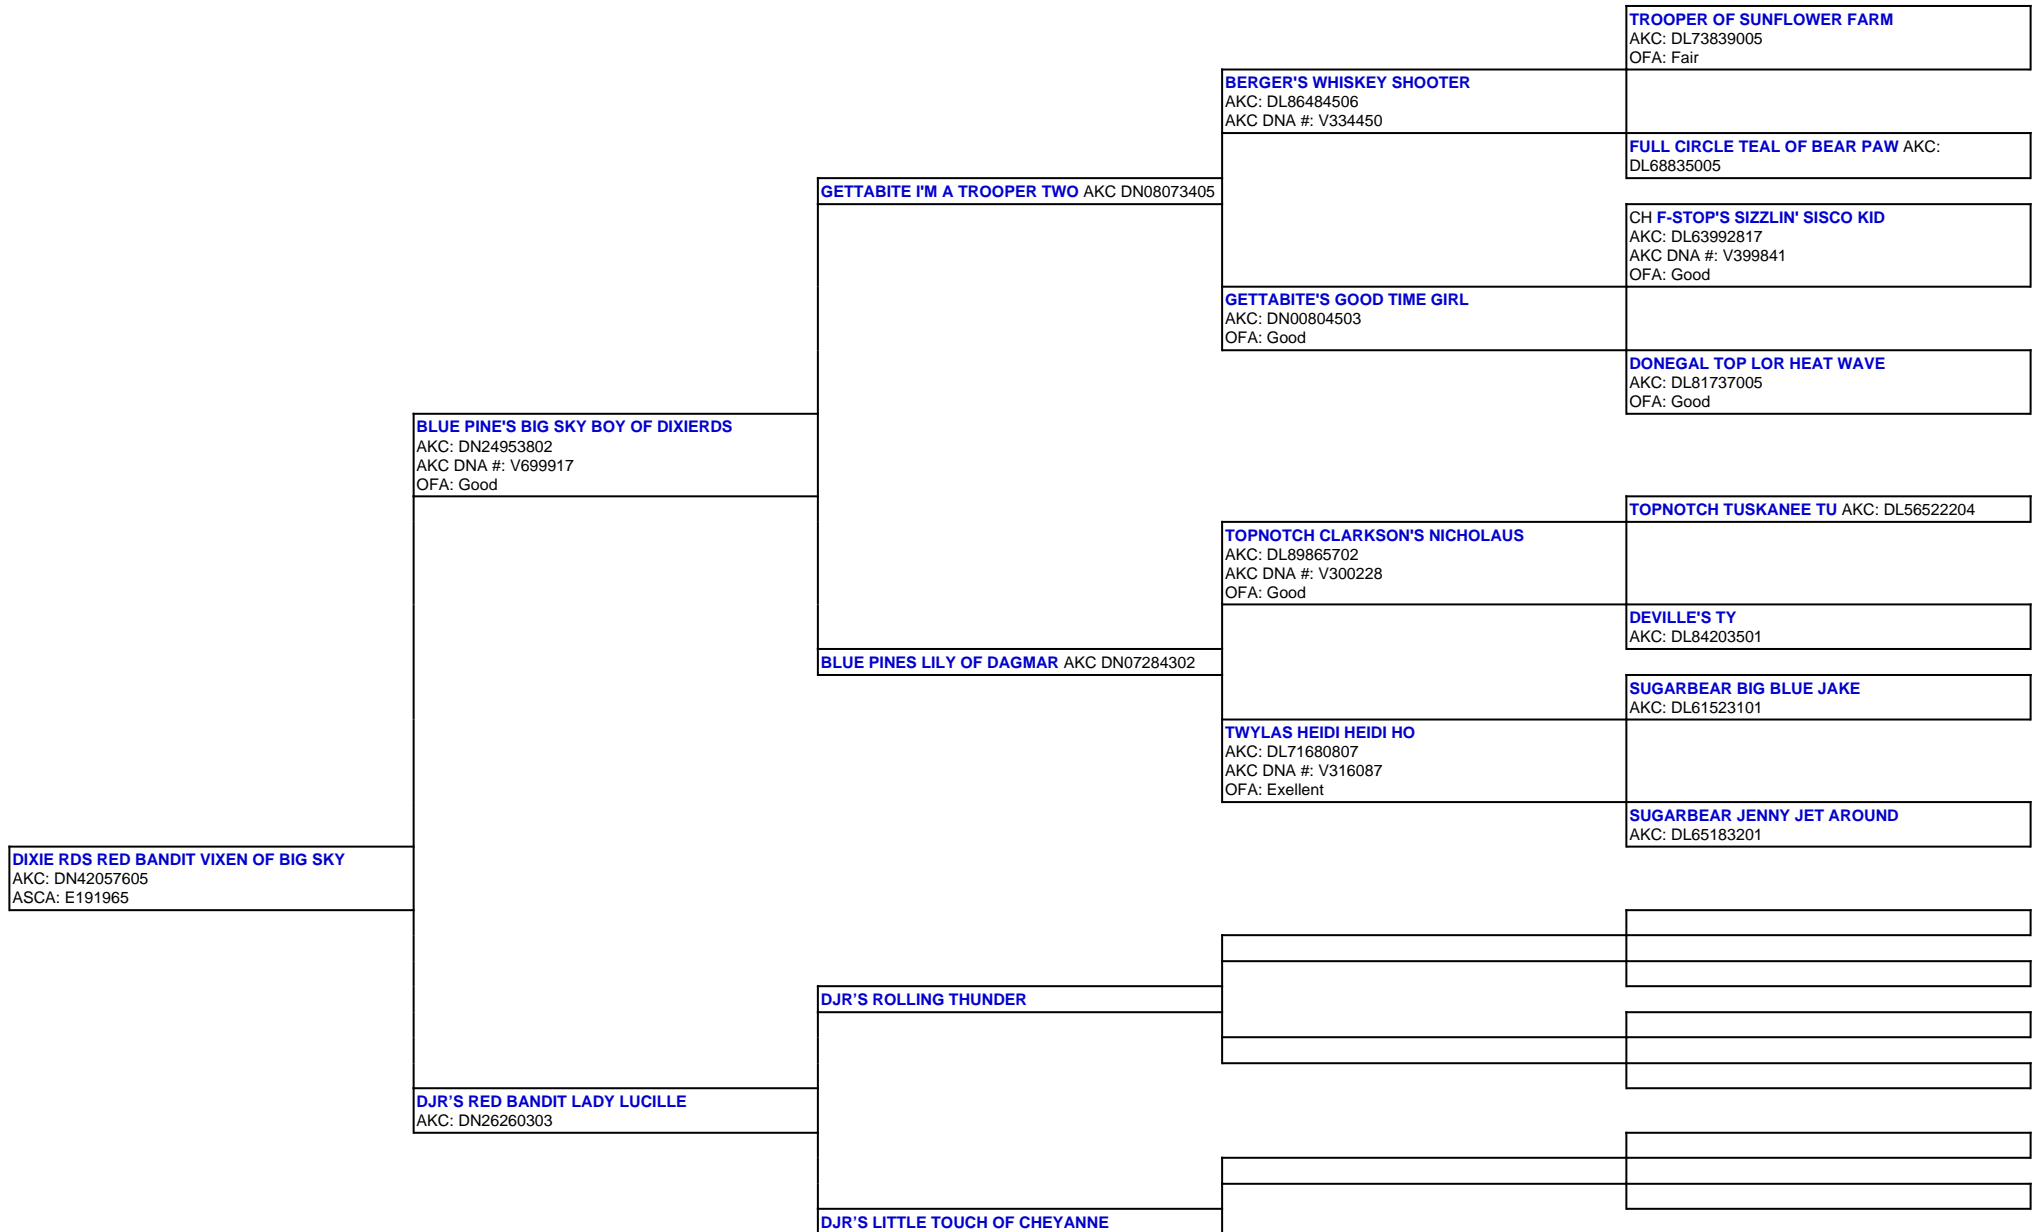 TROOPER OF SUNFLOWER FARM
AKC: DL73839005
OFA: Fair
BERGER'S WHISKEY SHOOTER
AKC: DL86484506
AKC DNA #: V334450
FULL CIRCLE TEAL OF BEAR PAW AKC:
DL68835005
GETTABITE I'M A TROOPER TWO AKC DN08073405
CH F-STOP'S SIZZLIN' SISCO KID
AKC: DL63992817
AKC DNA #: V399841
OFA: Good
GETTABITE'S GOOD TIME GIRL
AKC: DN00804503
OFA: Good
DONEGAL TOP LOR HEAT WAVE
AKC: DL81737005
OFA: Good
BLUE PINE'S BIG SKY BOY OF DIXIERDS
AKC: DN24953802
AKC DNA #: V699917
OFA: Good
TOPNOTCH TUSKANEE TU AKC: DL56522204
TOPNOTCH CLARKSON'S NICHOLAUS
AKC: DL89865702
AKC DNA #: V300228
OFA: Good
DEVILLE'S TY
AKC: DL84203501
BLUE PINES LILY OF DAGMAR AKC DN07284302
SUGARBEAR BIG BLUE JAKE
AKC: DL61523101
TWYLAS HEIDI HEIDI HO
AKC: DL71680807
AKC DNA #: V316087
OFA: Exellent
SUGARBEAR JENNY JET AROUND
AKC: DL65183201
DIXIE RDS RED BANDIT VIXEN OF BIG SKY
AKC: DN42057605
ASCA: E191965
DJR’S ROLLING THUNDER
DJR’S RED BANDIT LADY LUCILLE
AKC: DN26260303
DJR’S LITTLE TOUCH OF CHEYANNE